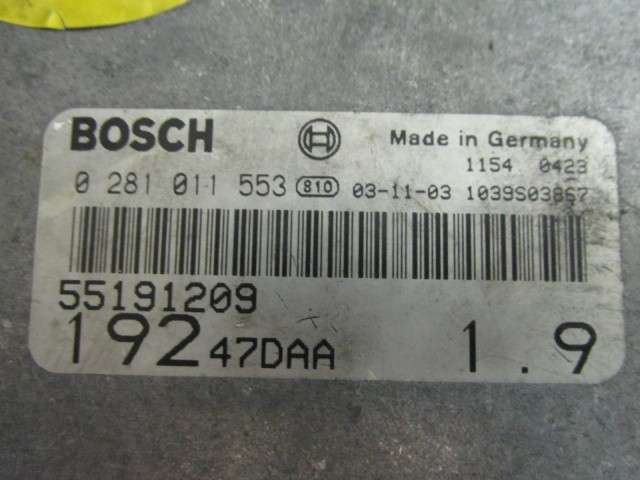 BOSCH Made in Germany
1154 0423
0 281 011 553 810 03-11-03 1039S03867
55191209
192 47DAA 1.9